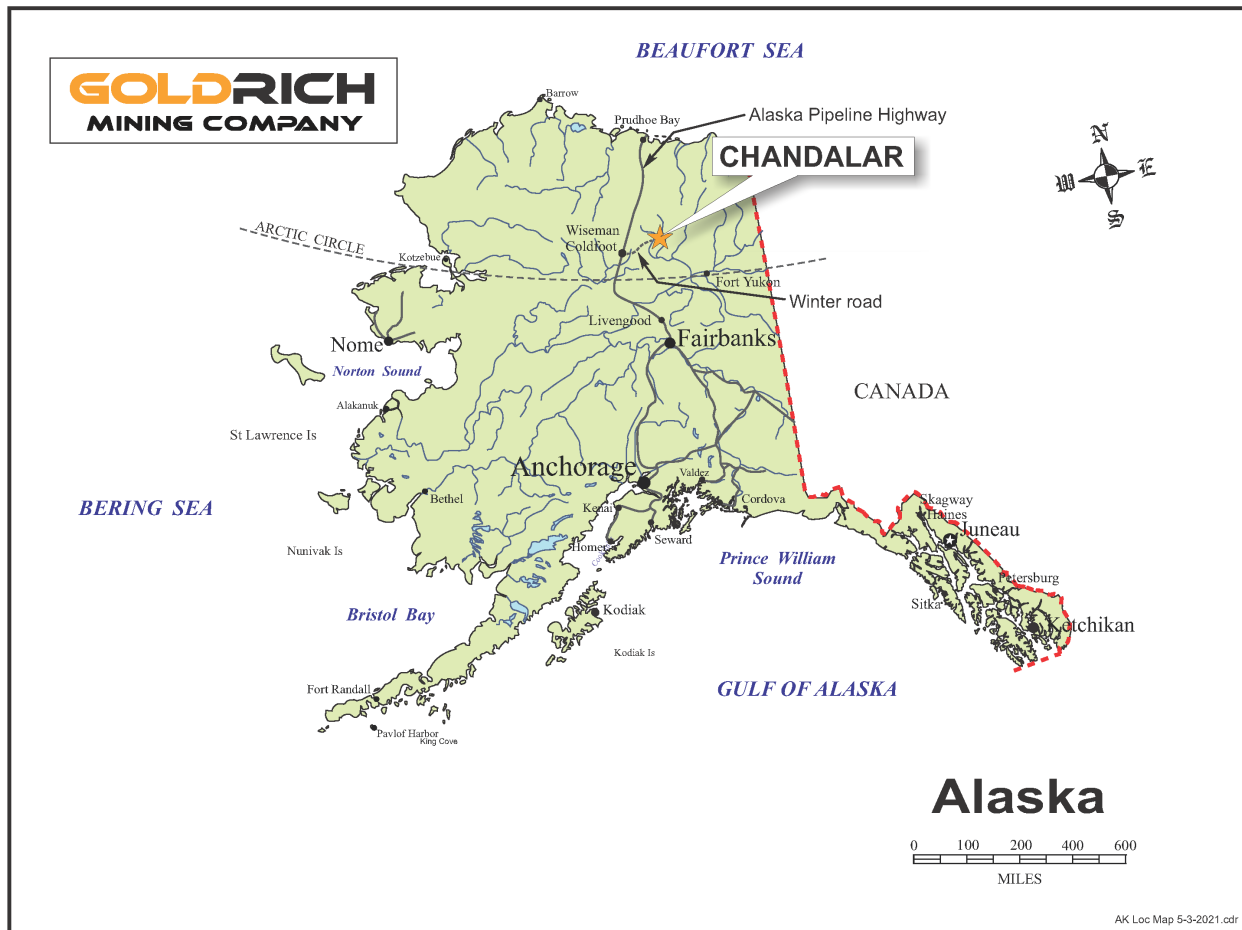 BEAUFORT SEA
GOLDRICH
MINING COMPANY
Barrow
Prudhoe Bay
Alaska Pipeline Highway
CHANDALAR
N
W
E
S
ARCTIC CIRCLE
Wiseman
Coldfoot
Kotzebue
Fort Yukon
Winter road
Livengood
Fairbanks
Nome
Norton Sound
CANADA
Alakanuk
St Lawrence Is
Anchorage
Valdez
Bethel
Kenai
Cordova
Skagway
Haines
BERING SEA
Juneau
Seward
Homer
Nunivak Is
Prince William
Sound
Petersburg
Sitka
Bristol Bay
Kodiak
Ketchikan
Kodiak Is
Fort Randall
GULF OF ALASKA
Pavlof Harbor
King Cove
Alaska
0 100 200 400 600
MILES
AK Loc Map 5-3-2021.cdr